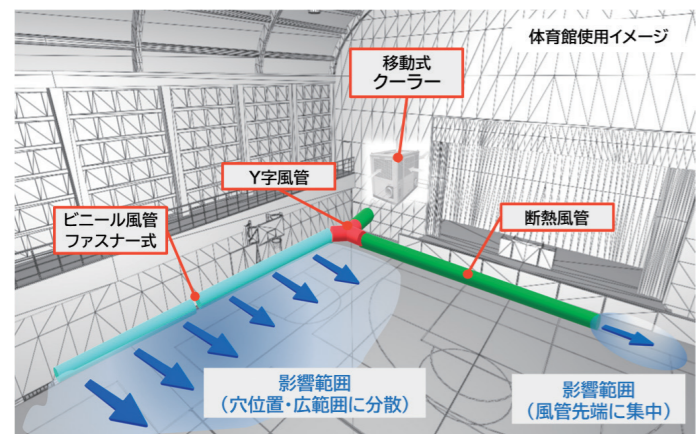 体育館使用イメージ
移動式
クーラー
Y字風管
ビニール風管
ファスナー式
断熱風管
影響範囲
（穴位置・広範囲に分散）
影響範囲
（風管先端に集中）